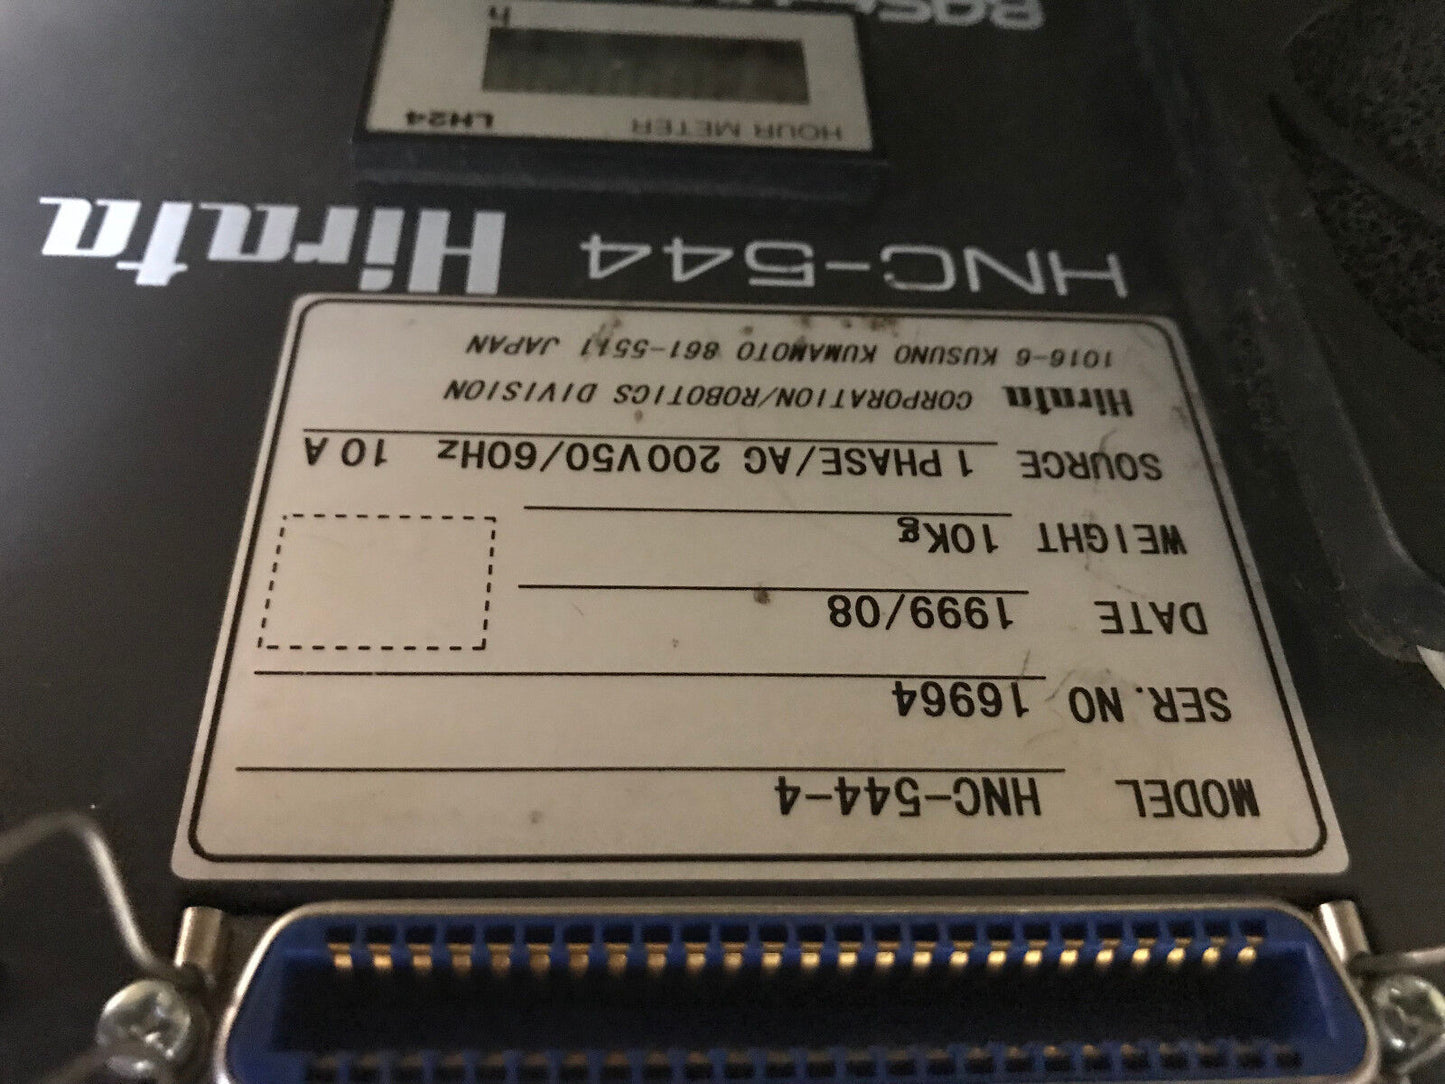 MODEL HNC-544-4
SER.NO 16964
DATE 1999/08
WEIGHT 10Kg
SOURCE 1 PHASE/AC 200V50/60Hz 10A
Hirata CORPORATION/ROBOTICS DIVISION
1016-6 KUSUNO KUMAMOTO 861-5511 JAPAN
HNC-544 Hirata
HOUR METER LH24
h